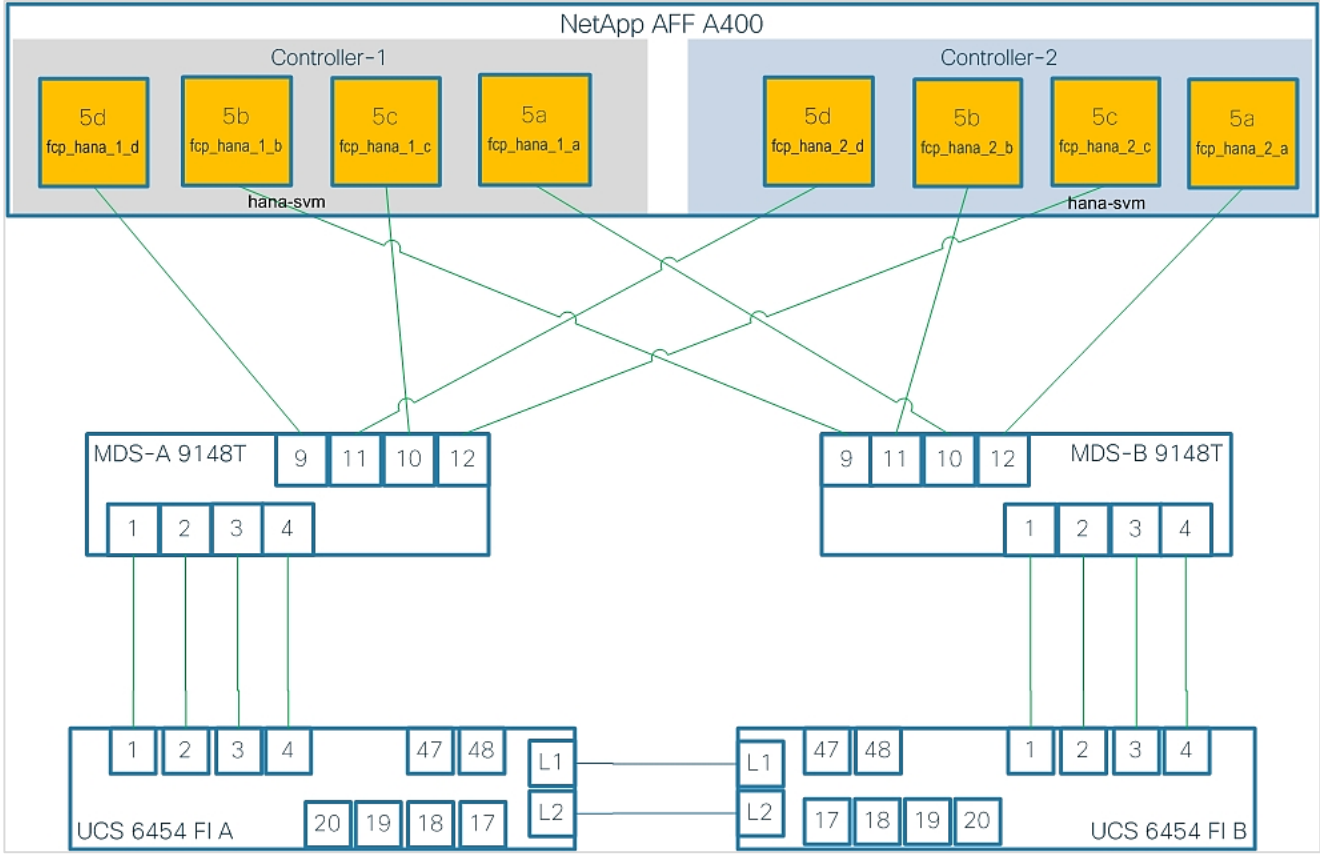 NetApp AFF A400
Controller-1
Controller-2
5d
fcp_hana_1_d
5b
fcp_hana_1_b
5c
fcp_hana_1_c
5a
fcp_hana_1_a
5d
fcp_hana_2_d
5b
fcp_hana_2_b
5c
fcp_hana_2_c
5a
fcp_hana_2_a
hana-svm
hana-svm
MDS-A 9148T
9
11
10
12
1
2
3
4
9
11
10
12
MDS-B 9148T
1
2
3
4
1
2
3
4
47
48
L1
L2
20
19
18
17
UCS 6454 FI A
L1
L2
47
48
1
2
3
4
17
18
19
20
UCS 6454 FI B